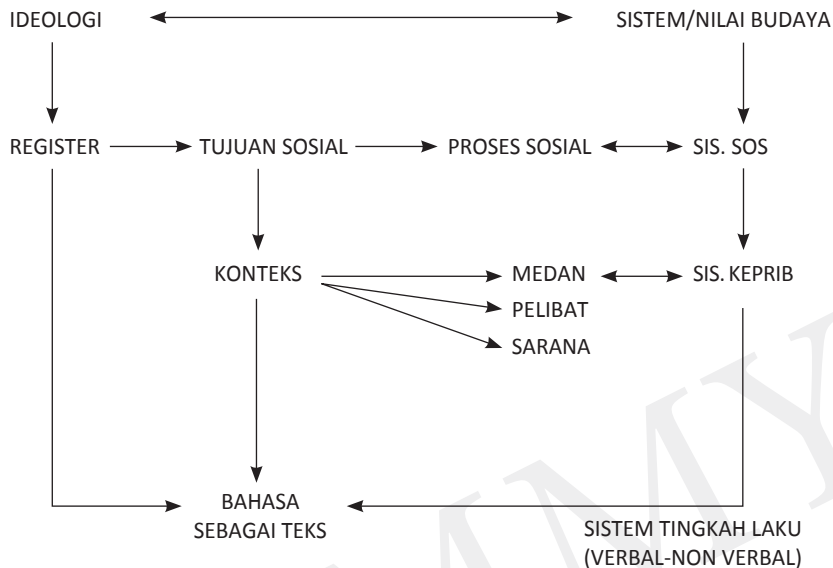 IDEOLOGI SISTEM/NILAI BUDAYA
REGISTER TUJUAN SOSIAL PROSES SOSIAL SIS. SOS
KONTEKS MEDAN SIS. KEPRIB
PELIBAT
SARANA
BAHASA
SEBAGAI TEKS
SISTEM TINGKAH LAKU
(VERBAL-NON VERBAL)